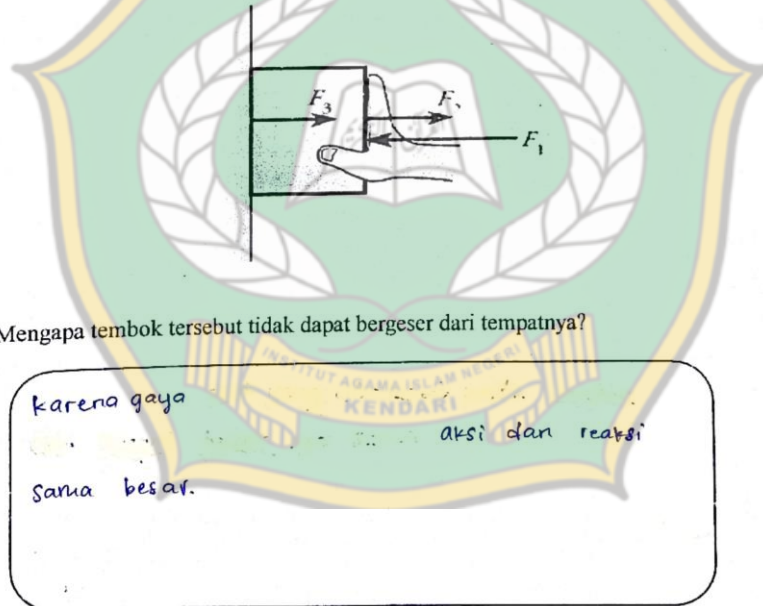 F₃
F₁
Mengapa tembok tersebut tidak dapat bergeser dari tempatnya?
INSTITUT AGAMA ISLAM NEGERI
KENDARI
karena gaya
aksi dan reaksi
sama besar.